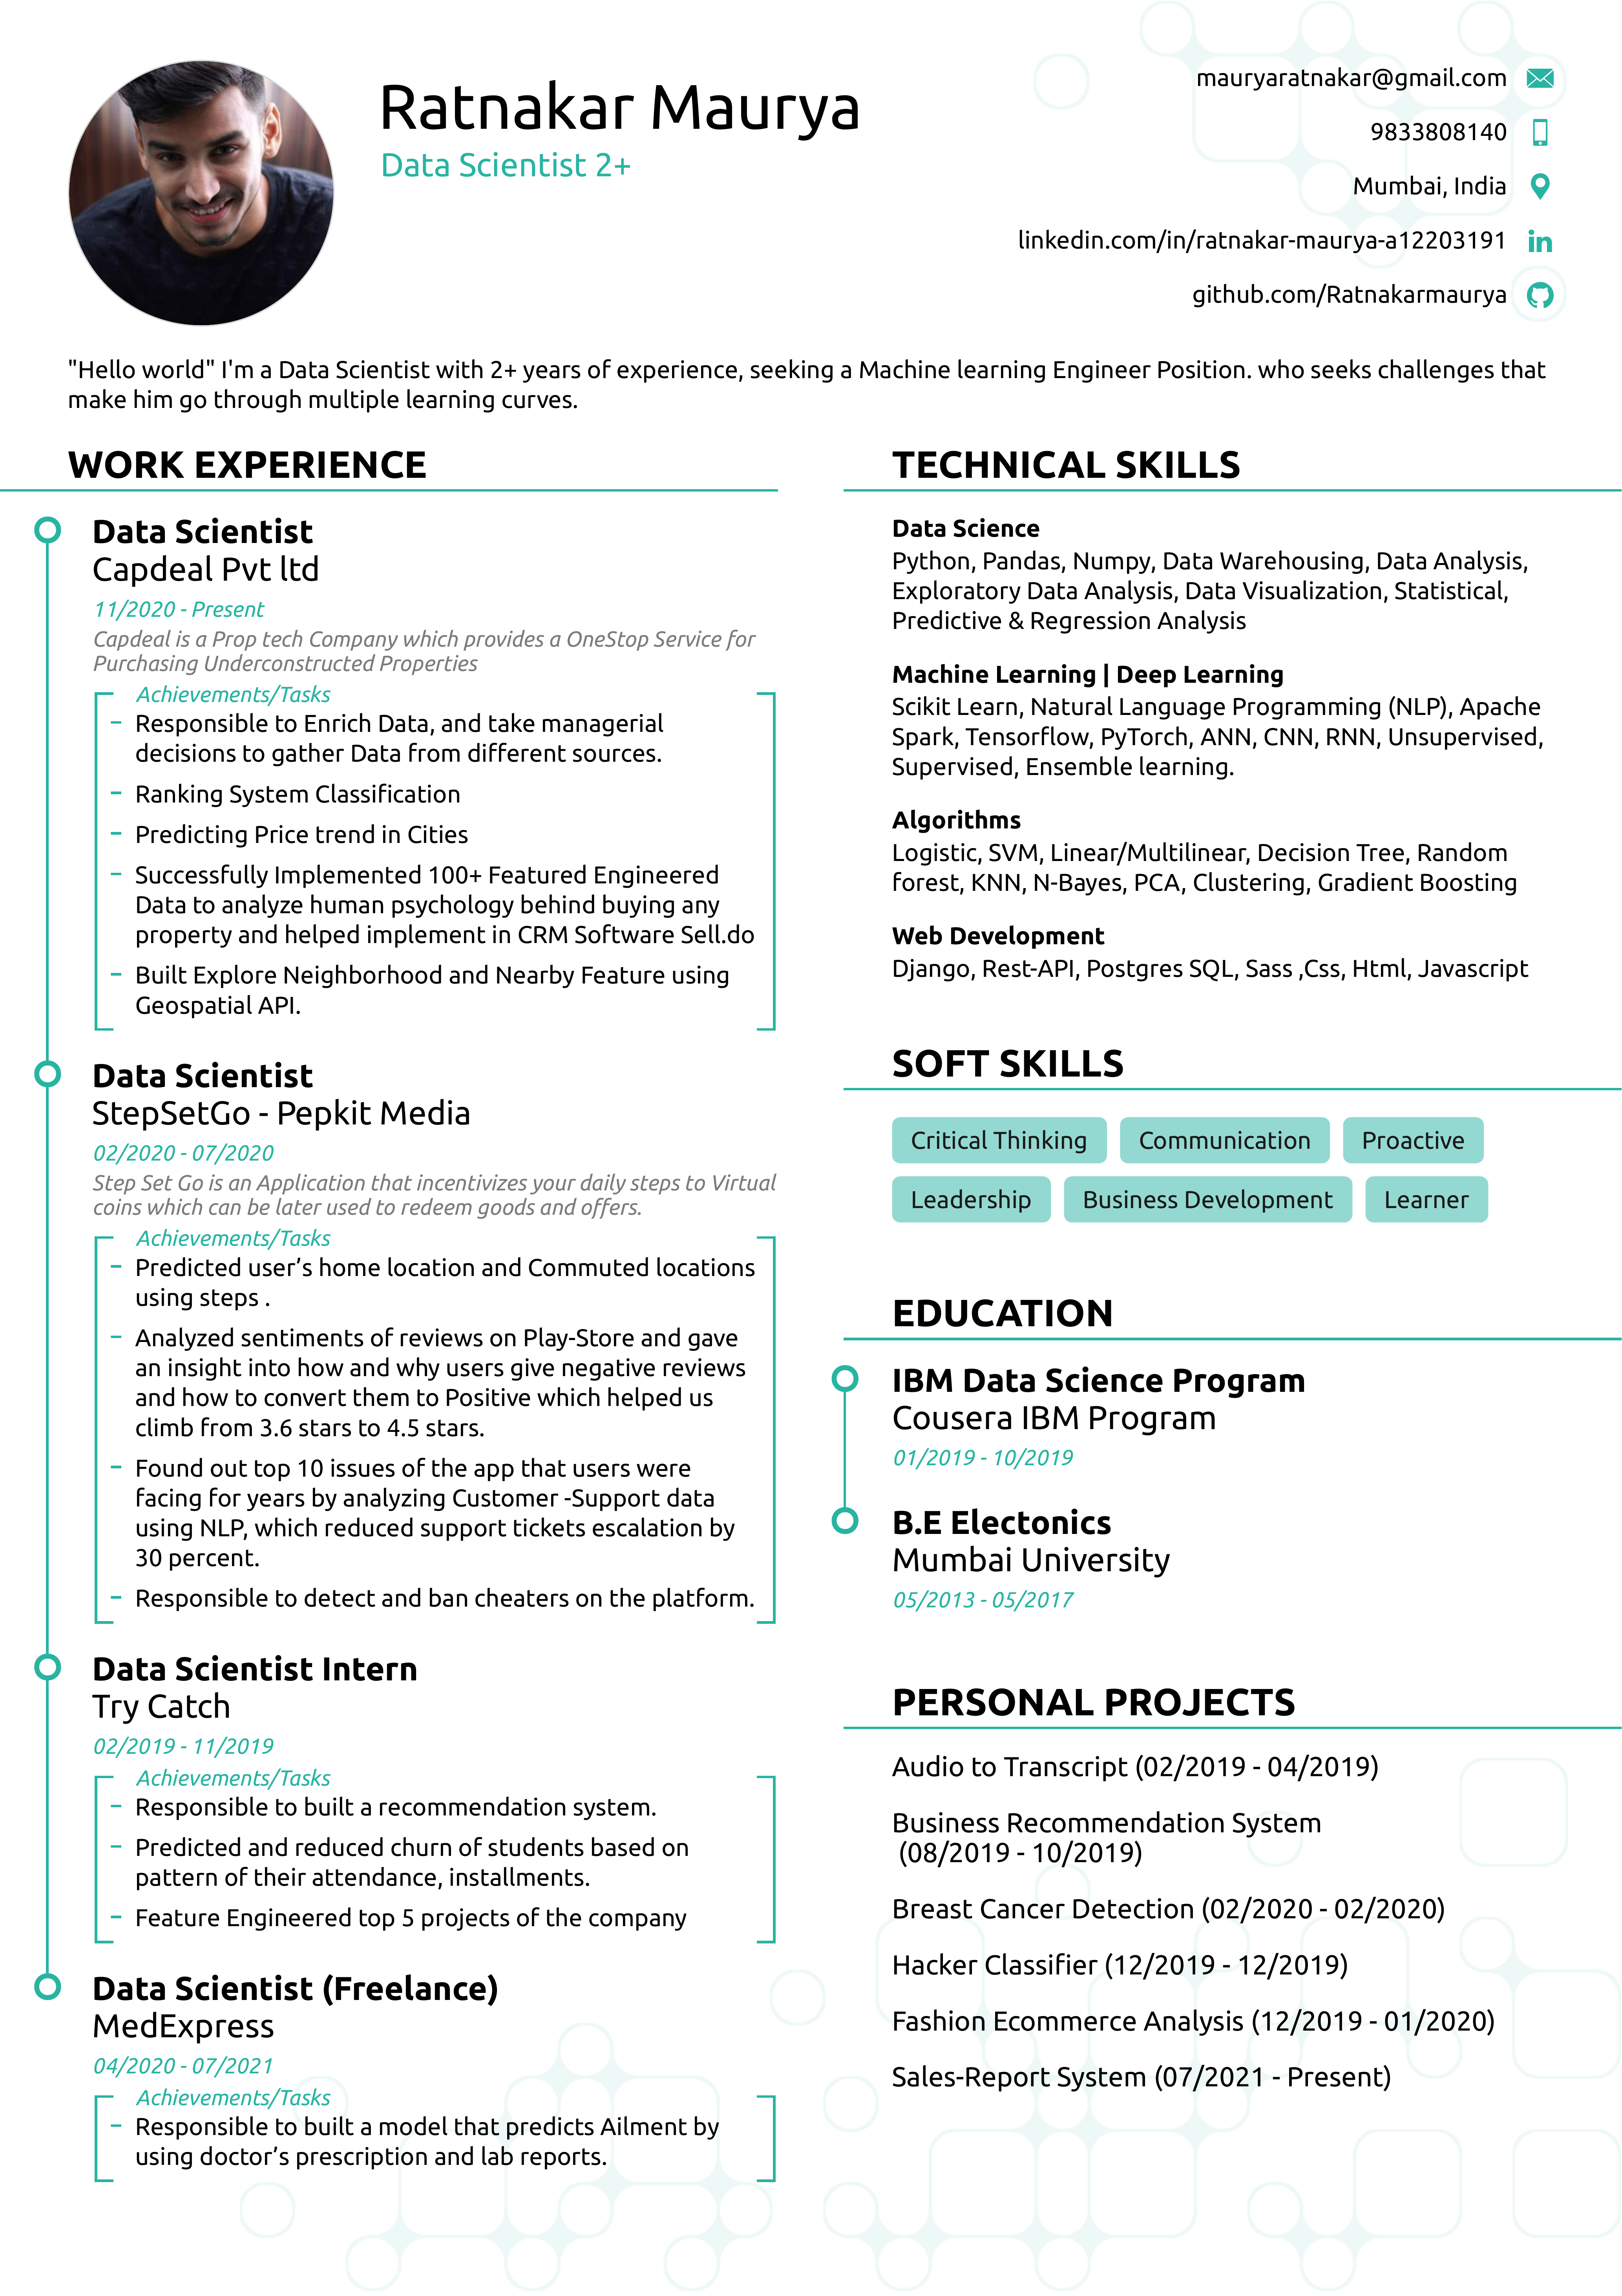 Ratnakar Maurya
Data Scientist 2+
mauryaratnakar@gmail.com
9833808140
Mumbai, India
linkedin.com/in/ratnakar-maurya-a12203191
github.com/Ratnakarmaurya
"Hello world" I'm a Data Scientist with 2+ years of experience, seeking a Machine learning Engineer Position. who seeks challenges that
make him go through multiple learning curves.
WORK EXPERIENCE
Data Scientist
Capdeal Pvt ltd
11/2020 - Present
Capdeal is a Prop tech Company which provides a OneStop Service for
Purchasing Underconstructed Properties
Achievements/Tasks
– Responsible to Enrich Data, and take managerial
decisions to gather Data from different sources.
– Ranking System Classification
– Predicting Price trend in Cities
– Successfully Implemented 100+ Featured Engineered
Data to analyze human psychology behind buying any
property and helped implement in CRM Software Sell.do
– Built Explore Neighborhood and Nearby Feature using
Geospatial API.
Data Scientist
StepSetGo - Pepkit Media
02/2020 - 07/2020
Step Set Go is an Application that incentivizes your daily steps to Virtual
coins which can be later used to redeem goods and offers.
Achievements/Tasks
– Predicted user’s home location and Commuted locations
using steps .
– Analyzed sentiments of reviews on Play-Store and gave
an insight into how and why users give negative reviews
and how to convert them to Positive which helped us
climb from 3.6 stars to 4.5 stars.
– Found out top 10 issues of the app that users were
facing for years by analyzing Customer -Support data
using NLP, which reduced support tickets escalation by
30 percent.
– Responsible to detect and ban cheaters on the platform.
Data Scientist Intern
Try Catch
02/2019 - 11/2019
Achievements/Tasks
– Responsible to built a recommendation system.
– Predicted and reduced churn of students based on
pattern of their attendance, installments.
– Feature Engineered top 5 projects of the company
Data Scientist (Freelance)
MedExpress
04/2020 - 07/2021
Achievements/Tasks
– Responsible to built a model that predicts Ailment by
using doctor’s prescription and lab reports.
TECHNICAL SKILLS
Data Science
Python, Pandas, Numpy, Data Warehousing, Data Analysis,
Exploratory Data Analysis, Data Visualization, Statistical,
Predictive & Regression Analysis
Machine Learning | Deep Learning
Scikit Learn, Natural Language Programming (NLP), Apache
Spark, Tensorflow, PyTorch, ANN, CNN, RNN, Unsupervised,
Supervised, Ensemble learning.
Algorithms
Logistic, SVM, Linear/Multilinear, Decision Tree, Random
forest, KNN, N-Bayes, PCA, Clustering, Gradient Boosting
Web Development
Django, Rest-API, Postgres SQL, Sass ,Css, Html, Javascript
SOFT SKILLS
Critical Thinking Communication Proactive
Leadership Business Development Learner
EDUCATION
IBM Data Science Program
Cousera IBM Program
01/2019 - 10/2019
B.E Electonics
Mumbai University
05/2013 - 05/2017
PERSONAL PROJECTS
Audio to Transcript (02/2019 - 04/2019)
Business Recommendation System
(08/2019 - 10/2019)
Breast Cancer Detection (02/2020 - 02/2020)
Hacker Classifier (12/2019 - 12/2019)
Fashion Ecommerce Analysis (12/2019 - 01/2020)
Sales-Report System (07/2021 - Present)